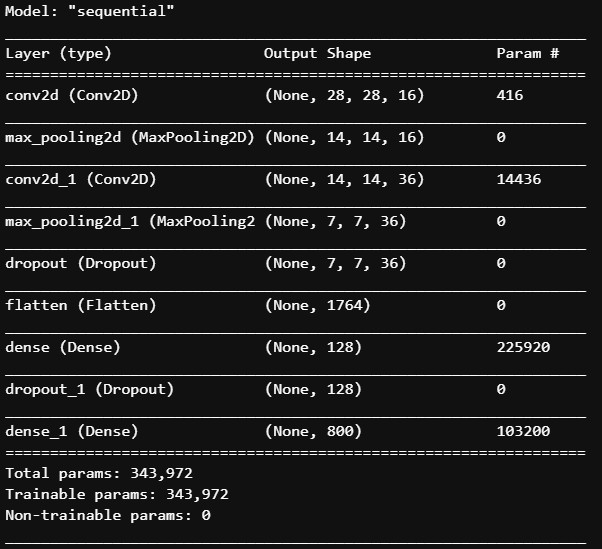 Model: "sequential"
Layer (type) Output Shape Param #
conv2d (Conv2D) (None, 28, 28, 16) 416
max_pooling2d (MaxPooling2D) (None, 14, 14, 16) 0
conv2d_1 (Conv2D) (None, 14, 14, 36) 14436
max_pooling2d_1 (MaxPooling2 (None, 7, 7, 36) 0
dropout (Dropout) (None, 7, 7, 36) 0
flatten (Flatten) (None, 1764) 0
dense (Dense) (None, 128) 225920
dropout_1 (Dropout) (None, 128) 0
dense_1 (Dense) (None, 800) 103200
Total params: 343,972
Trainable params: 343,972
Non-trainable params: 0